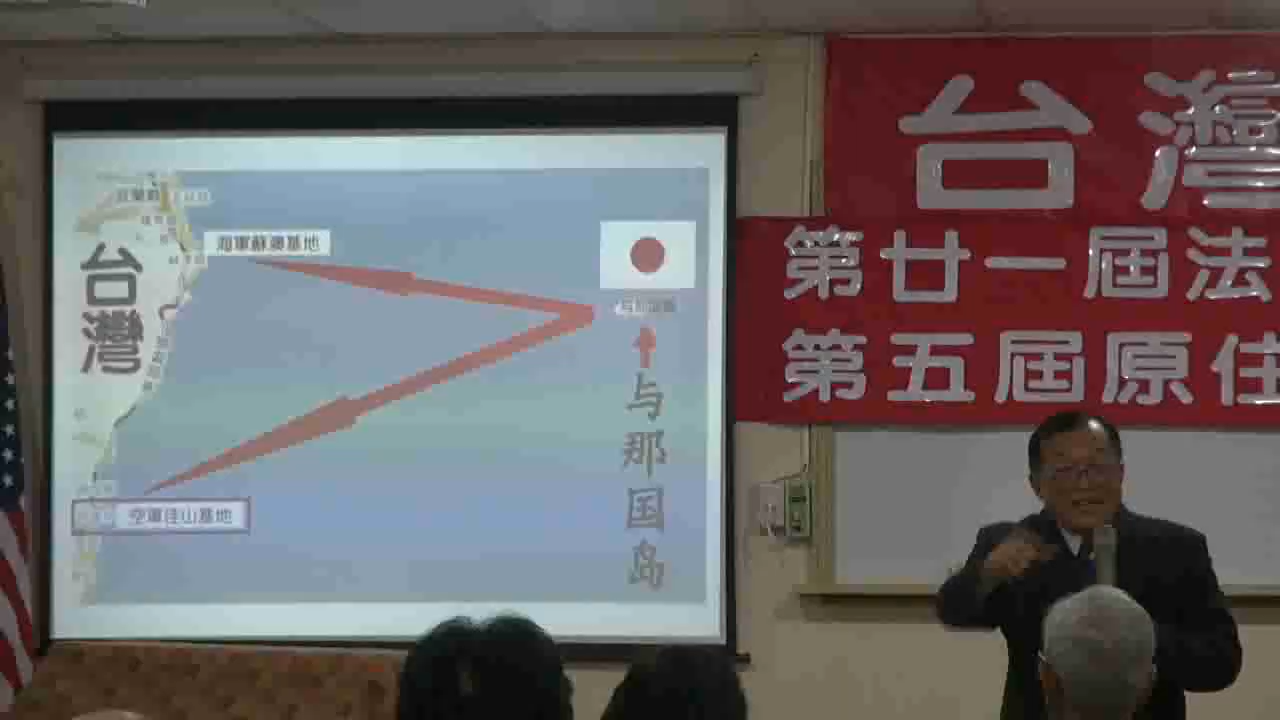 台灣
海軍蘇澳基地
与那国岛
空軍佳山基地
台灣
第廿一屆法
第五屆原住